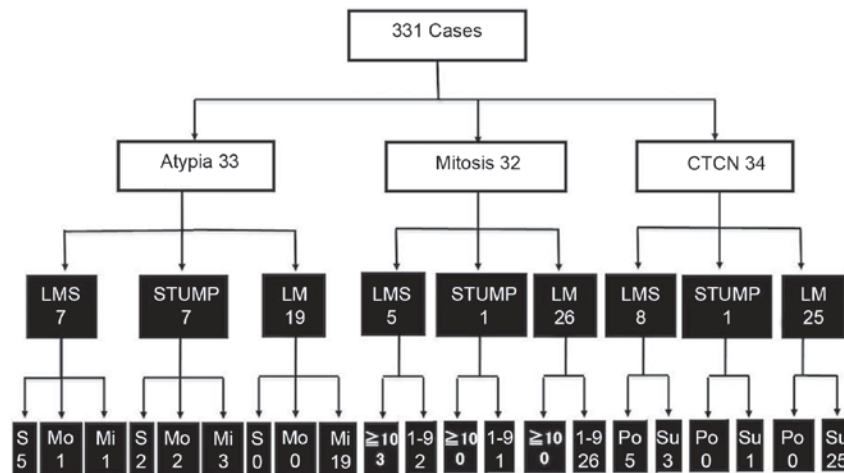 331 Cases
Atypia 33
Mitosis 32
CTCN 34
LMS
7
STUMP
7
LM
19
LMS
5
STUMP
1
LM
26
LMS
8
STUMP
1
LM
25
S
5
Mo
1
Mi
1
S
2
Mo
2
Mi
3
S
0
Mo
0
Mi
19
≧10
3
1-9
2
≧10
0
1-9
1
≧10
0
1-9
26
Po
5
Su
3
Po
0
Su
1
Po
0
Su
25